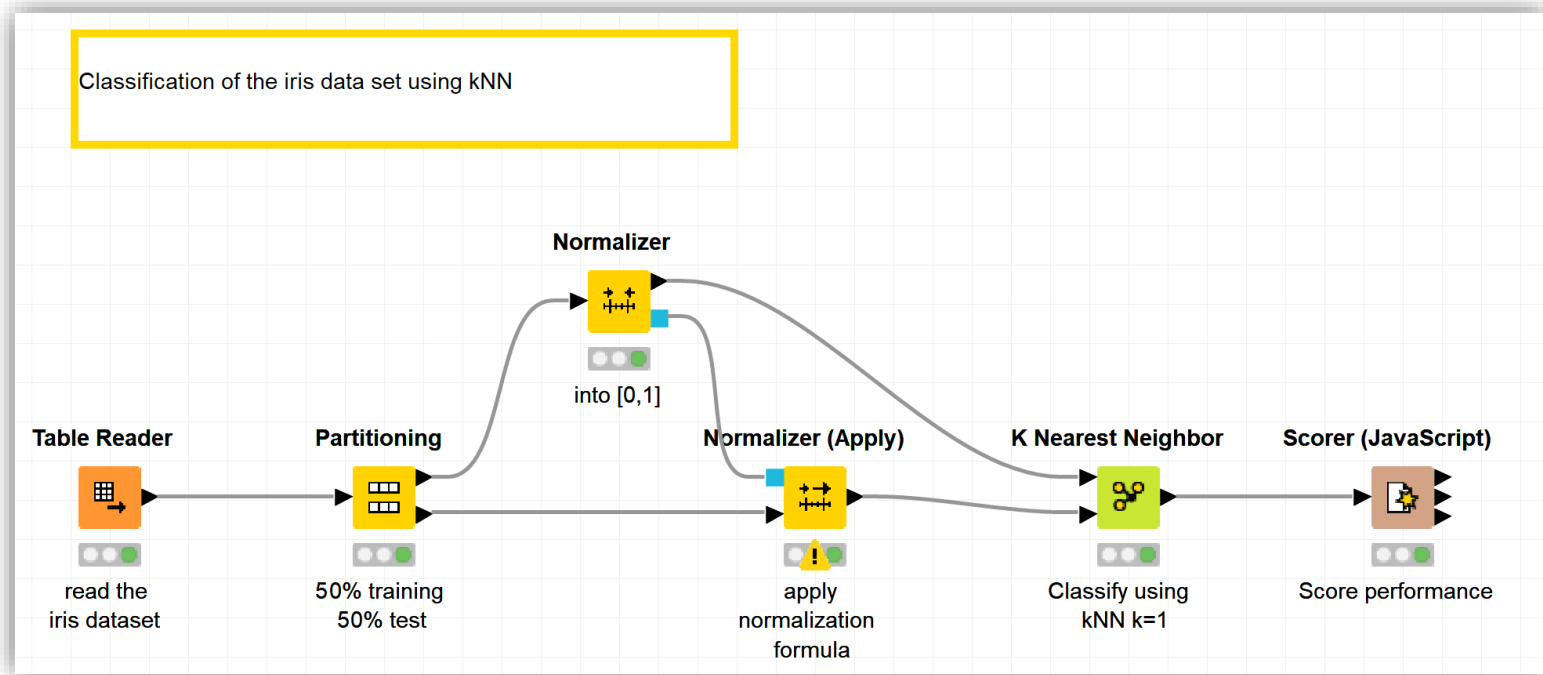 Classification of the iris data set using kNN
Normalizer
into [0,1]
Table Reader
read the
iris dataset
Partitioning
50% training
50% test
Normalizer (Apply)
apply
normalization
formula
K Nearest Neighbor
Classify using
kNN k=1
Scorer (JavaScript)
Score performance